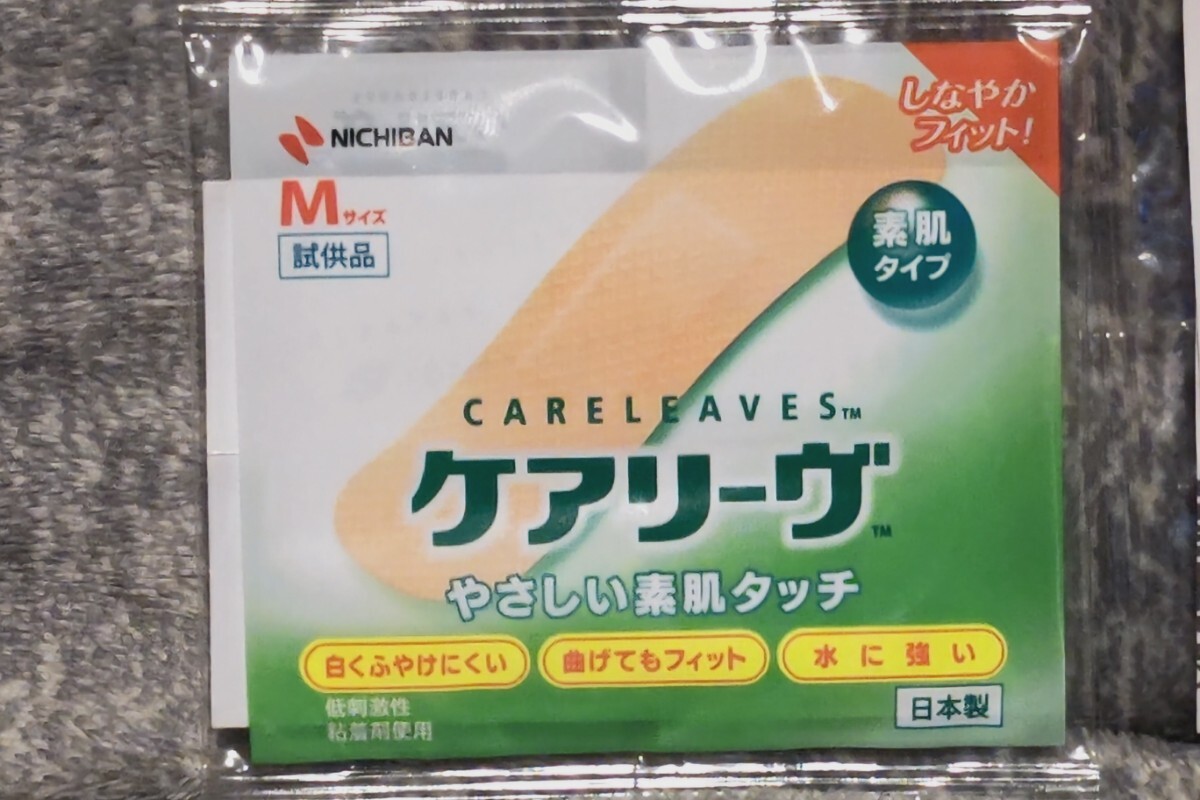 しなやか
フィット!
NICHIBAN
Mサイズ
試供品
素肌
タイプ
CARELEAVES™
ケアリーヴ™
やさしい素肌タッチ
白くふやけにくい
曲げてもフィット
水に強い
低刺激性
粘着剤使用
日本製